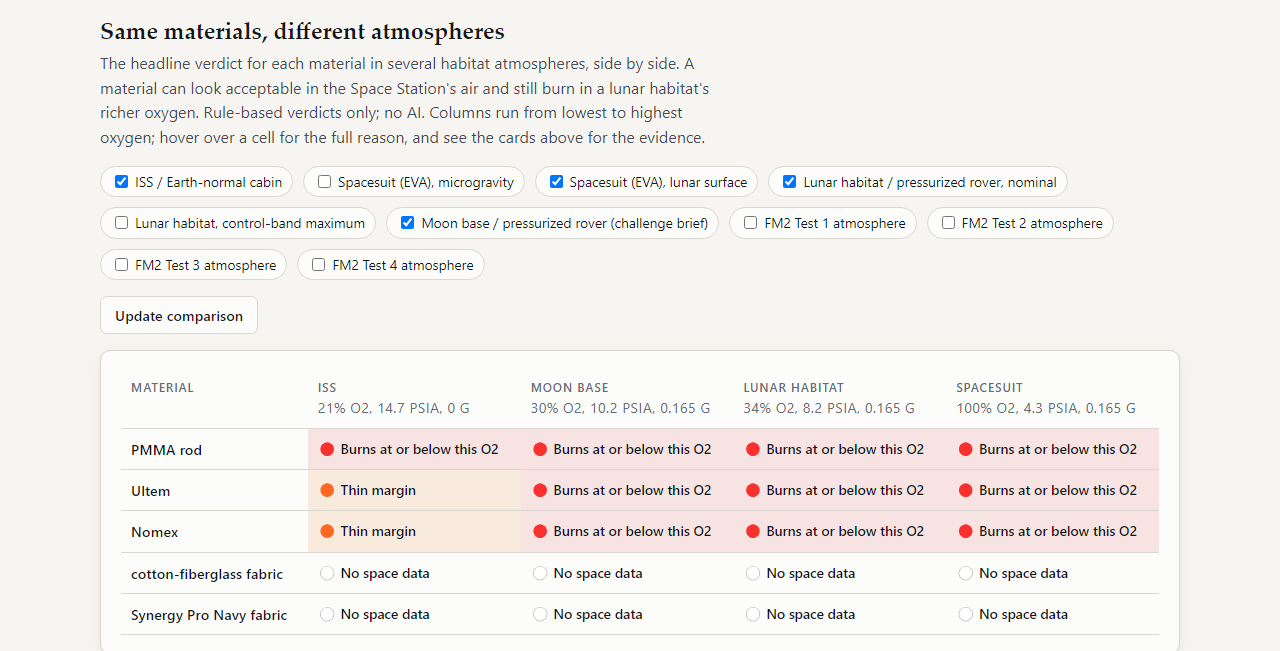 Same materials, different atmospheres
The headline verdict for each material in several habitat atmospheres, side by side. A
material can look acceptable in the Space Station's air and still burn in a lunar habitat's
richer oxygen. Rule-based verdicts only; no AI. Columns run from lowest to highest
oxygen; hover over a cell for the full reason, and see the cards above for the evidence.
ISS / Earth-normal cabin Spacesuit (EVA), microgravity Spacesuit (EVA), lunar surface Lunar habitat / pressurized rover, nominal
Lunar habitat, control-band maximum Moon base / pressurized rover (challenge brief) FM2 Test 1 atmosphere FM2 Test 2 atmosphere
FM2 Test 3 atmosphere FM2 Test 4 atmosphere
Update comparison
MATERIAL ISS MOON BASE LUNAR HABITAT SPACESUIT
21% O2, 14.7 PSIA, 0 G 30% O2, 10.2 PSIA, 0.165 G 34% O2, 8.2 PSIA, 0.165 G 100% O2, 4.3 PSIA, 0.165 G
PMMA rod Burns at or below this O2 Burns at or below this O2 Burns at or below this O2 Burns at or below this O2
Ultem Thin margin Burns at or below this O2 Burns at or below this O2 Burns at or below this O2
Nomex Thin margin Burns at or below this O2 Burns at or below this O2 Burns at or below this O2
cotton-fiberglass fabric No space data No space data No space data No space data
Synergy Pro Navy fabric No space data No space data No space data No space data